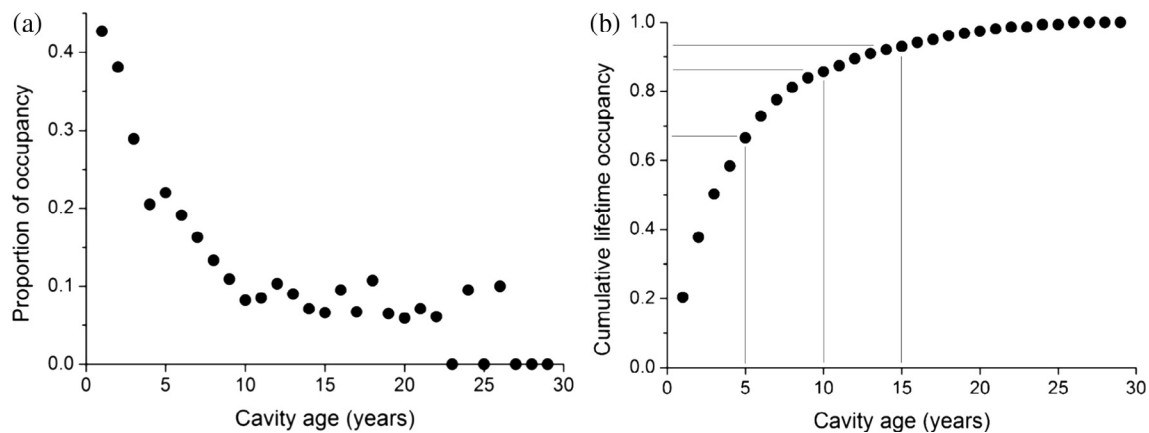 (a)
Proportion of occupancy
0.4
0.3
0.2
0.1
0.0
0 5 10 15 20 25 30
Cavity age (years)
(b)
Cumulative lifetime occupancy
1.0
0.8
0.6
0.4
0.2
0.0
0 5 10 15 20 25 30
Cavity age (years)